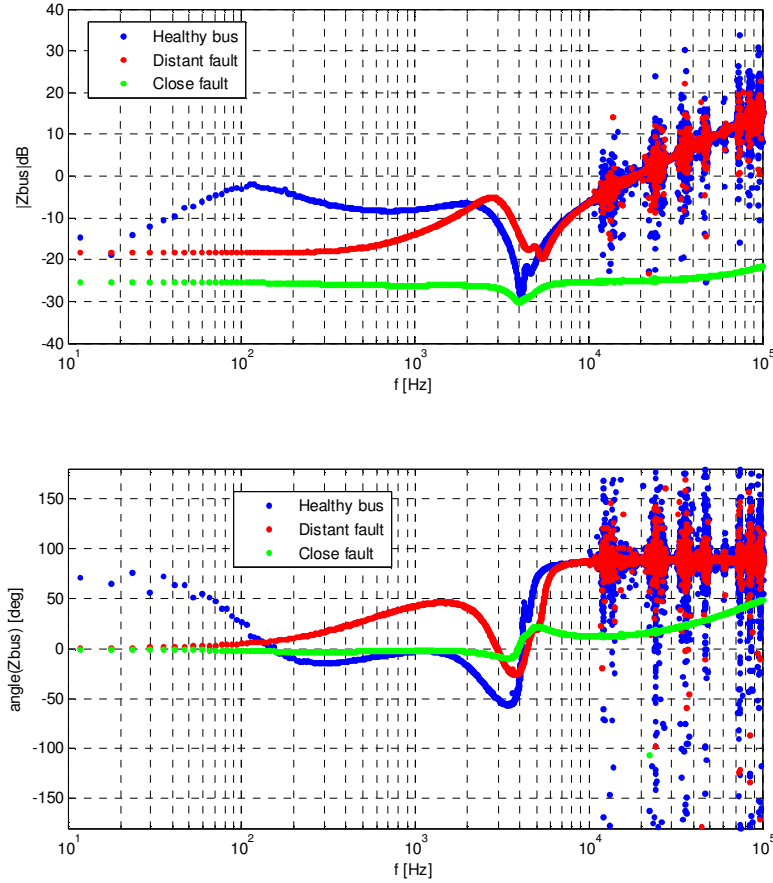 40
30
20
10
0
-10
-20
-30
-40
|Zbus|dB
Healthy bus
Distant fault
Close fault
10^1
10^2
10^3
10^4
10^5
f [Hz]
150
100
50
0
-50
-100
-150
angle(Zbus) [deg]
Healthy bus
Distant fault
Close fault
10^1
10^2
10^3
10^4
10^5
f [Hz]